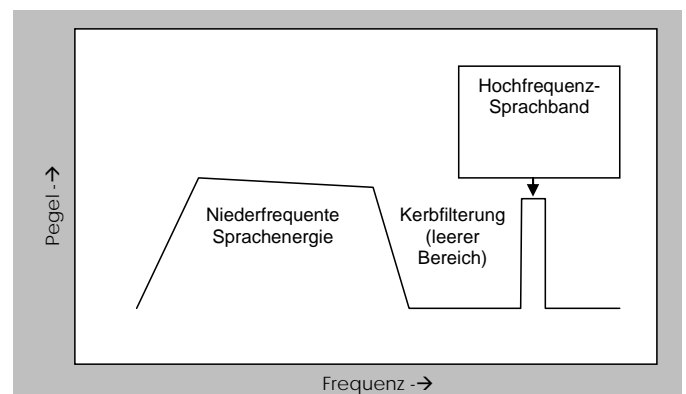 Hochfrequenz-
Sprachband
Niederfrequente
Sprachenergie
Kerbfilterung
(leerer
Bereich)
Pegel -→
Frequenz -→